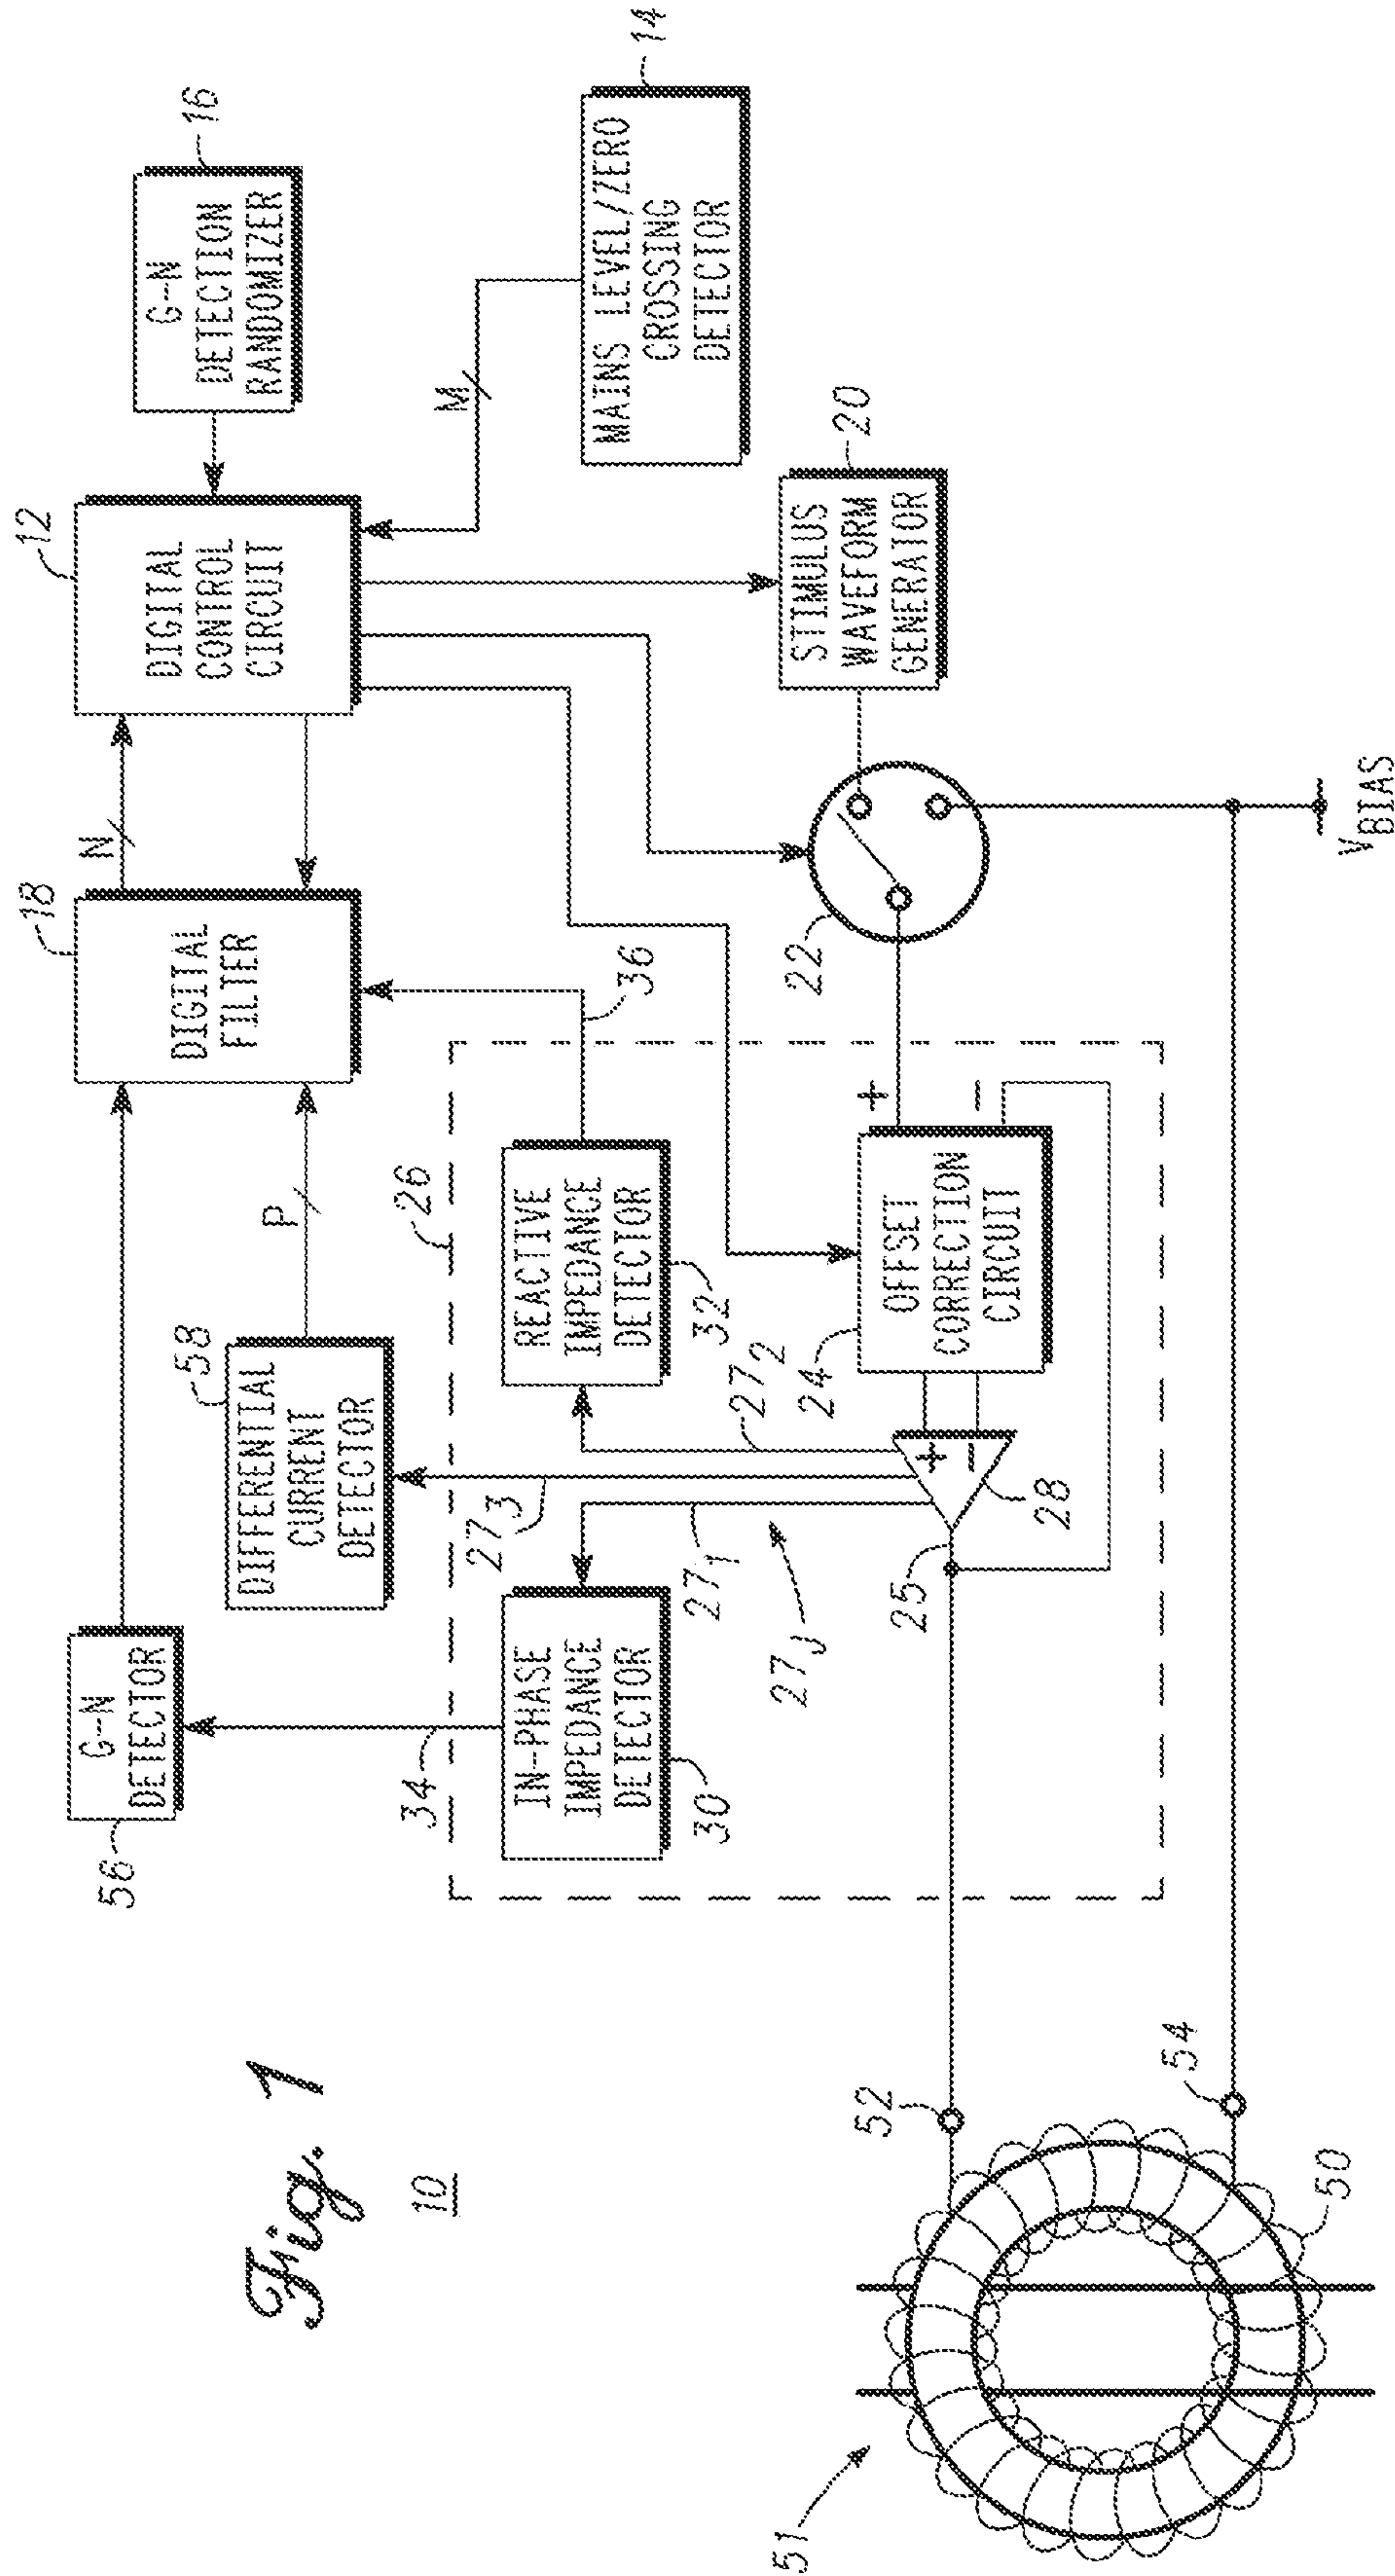 Fig. 1
10
56
G-N
DETECTOR
58
DIFFERENTIAL
CURRENT
DETECTOR
P
18
DIGITAL
FILTER
N
12
DIGITAL
CONTROL
CIRCUIT
16
G-N
DETECTION
RANDOMIZER
M
14
MAINS LEVEL/ZERO
CROSSING
DETECTOR
34
26
36
IN-PHASE
IMPEDANCE
DETECTOR
30
REACTIVE
IMPEDANCE
DETECTOR
32
27 3
27 1
27 2
27 J
20
STIMULUS
WAVEFORM
GENERATOR
22
24
OFFSET
CORRECTION
CIRCUIT
+
-
+
-
25
28
52
54
50
51
V BIAS